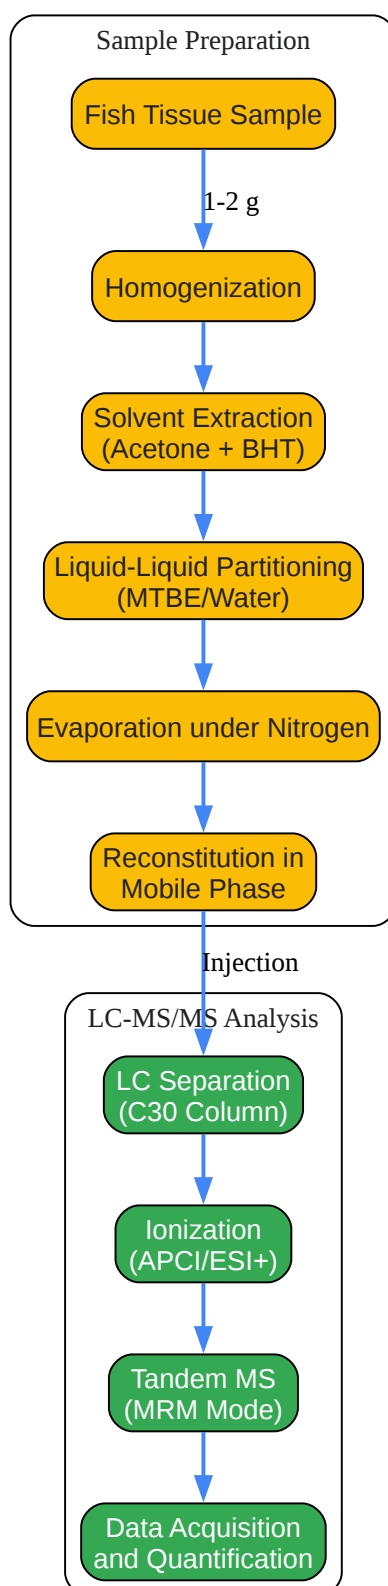 Sample Preparation
Fish Tissue Sample
1-2 g
Homogenization
Solvent Extraction
(Acetone + BHT)
Liquid-Liquid Partitioning
(MTBE/Water)
Evaporation under Nitrogen
Reconstitution in
Mobile Phase
Injection
LC-MS/MS Analysis
LC Separation
(C30 Column)
Ionization
(APCI/ESI+)
Tandem MS
(MRM Mode)
Data Acquisition
and Quantification